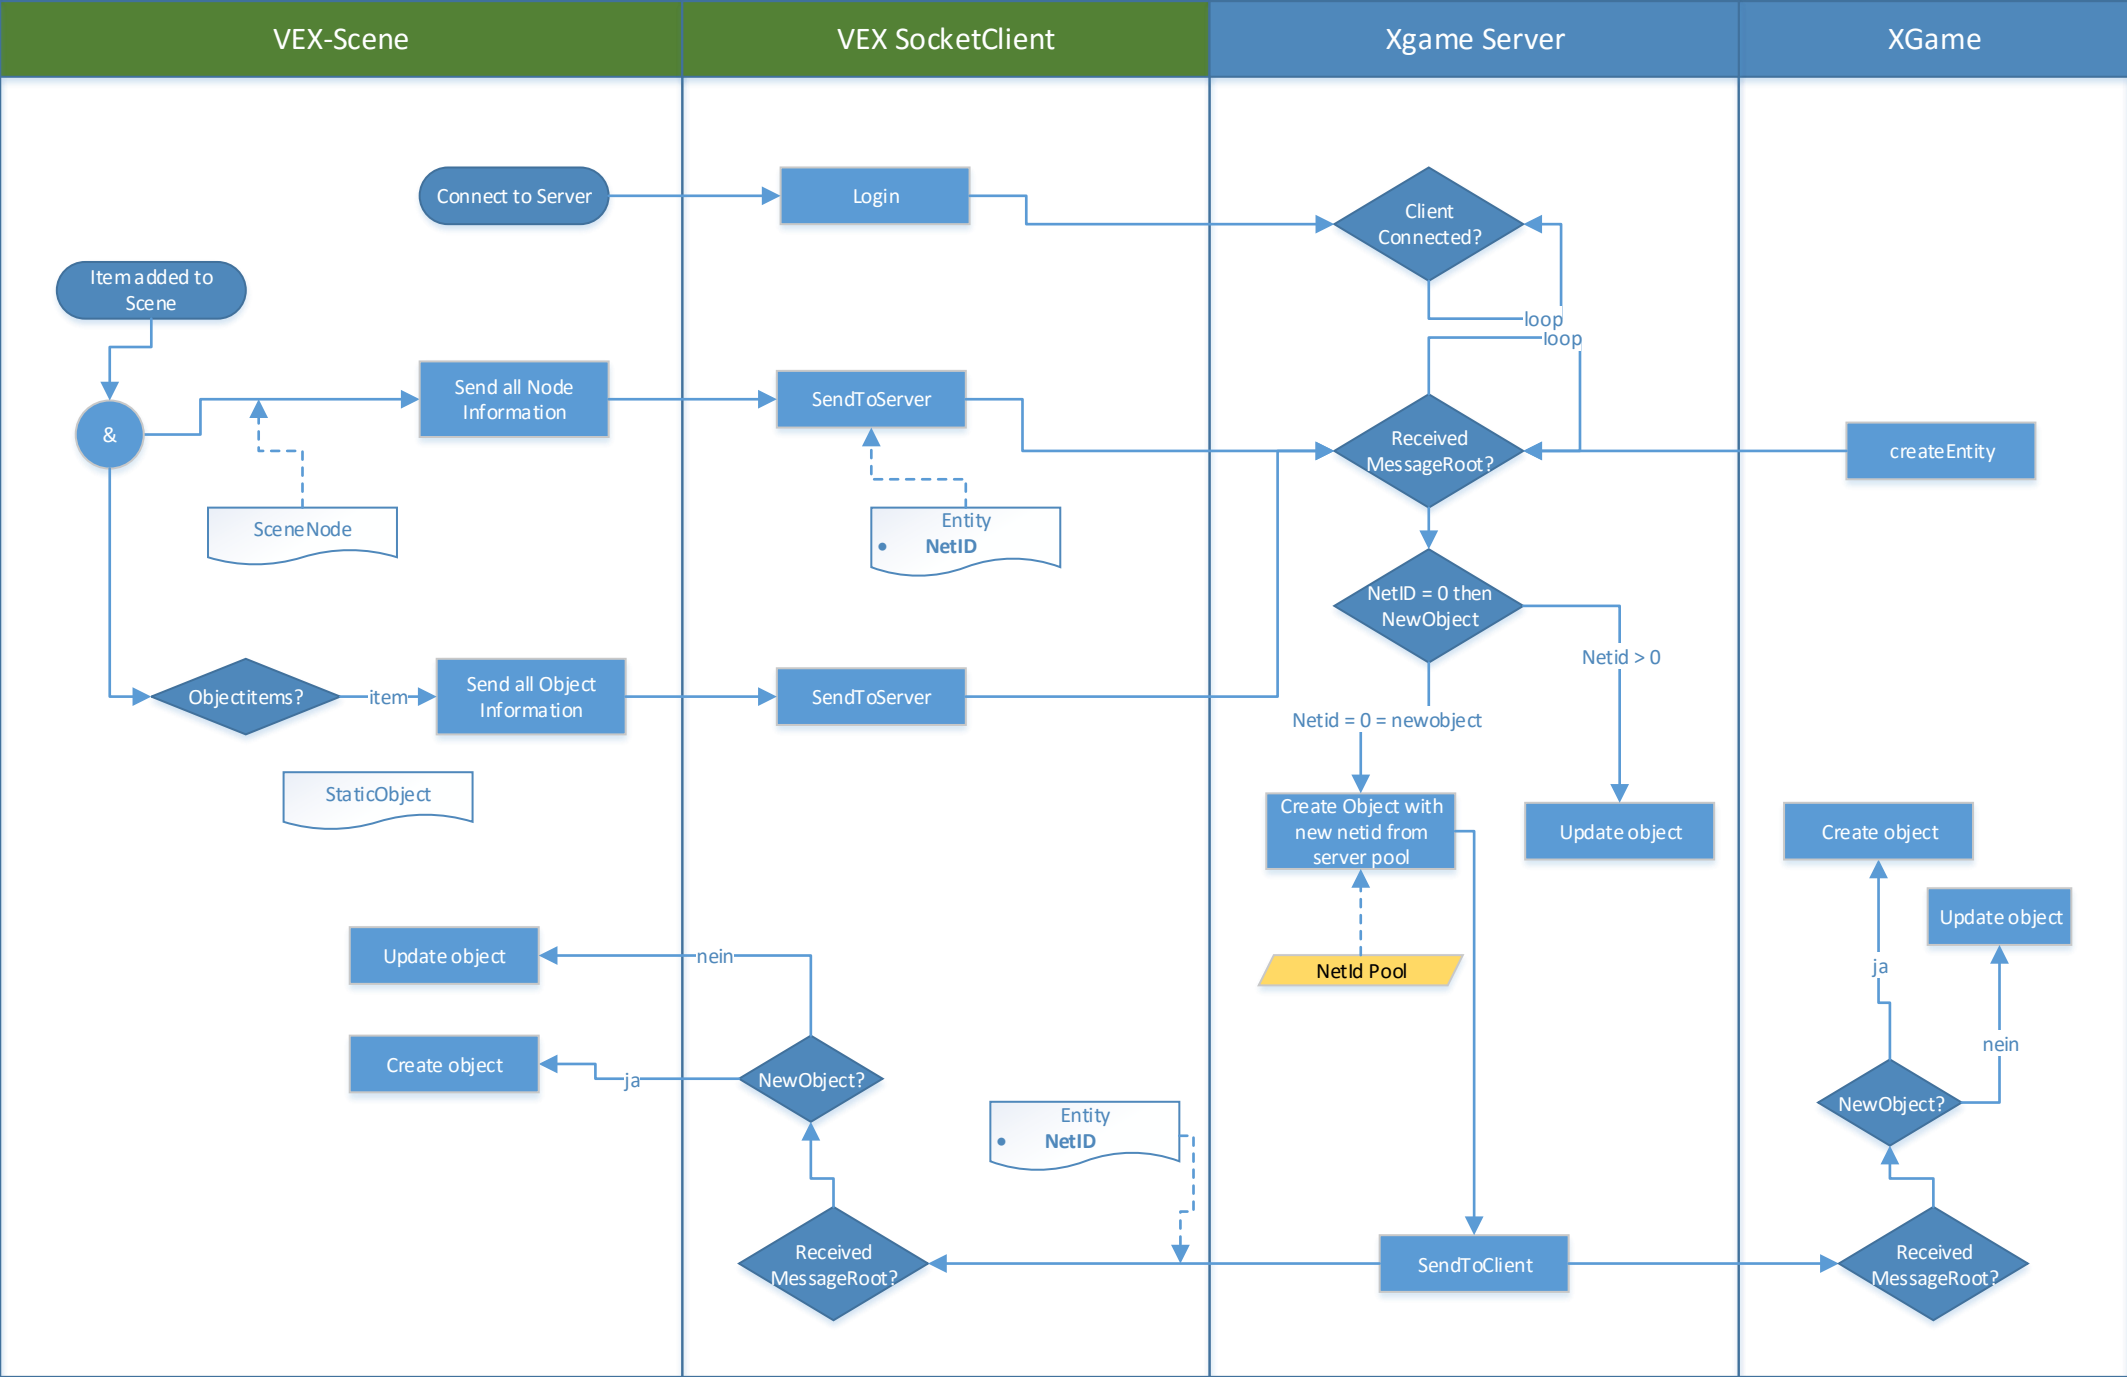 VEX-Scene
VEX SocketClient
Xgame Server
XGame
Connect to Server
Login
Client
Connected?
loop
Item added to
Scene
&
Send all Node
Information
SendToServer
loop
Received
MessageRoot?
createEntity
SceneNode
Entity
• NetID
NetID = 0 then
NewObject
Netid > 0
Netid = 0 = newobject
Objectitems?
item
Send all Object
Information
SendToServer
StaticObject
Create Object with
new netid from
server pool
Update object
Create object
Update object
NetId Pool
Update object
nein
ja
nein
Create object
ja
NewObject?
NewObject?
Entity
• NetID
Received
MessageRoot?
SendToClient
Received
MessageRoot?